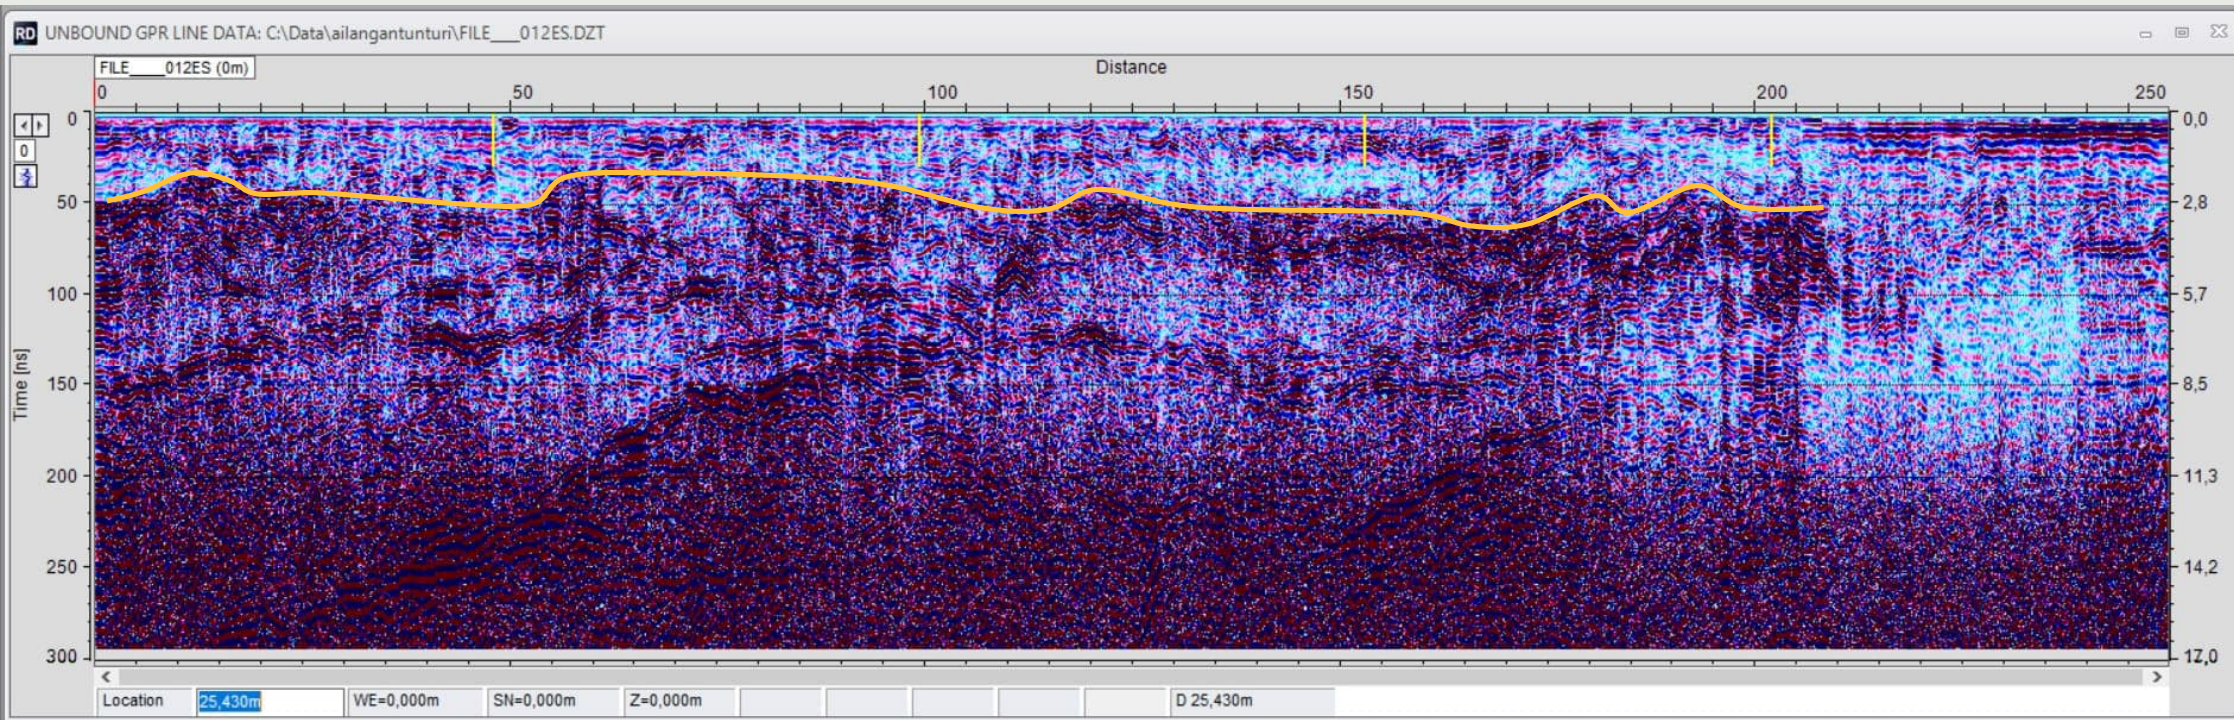 RD UNBOUND GPR LINE DATA: C:\Data\ailangantunturi\FILE___012ES.DZT
FILE____012ES (0m)
Distance
0 50 100 150 200 250
0
50
100
150
200
250
300
Time [ns]
0
0,0
2,8
5,7
8,5
11,3
14,2
17,0
Location 25,430m WE=0,000m SN=0,000m Z=0,000m D 25,430m